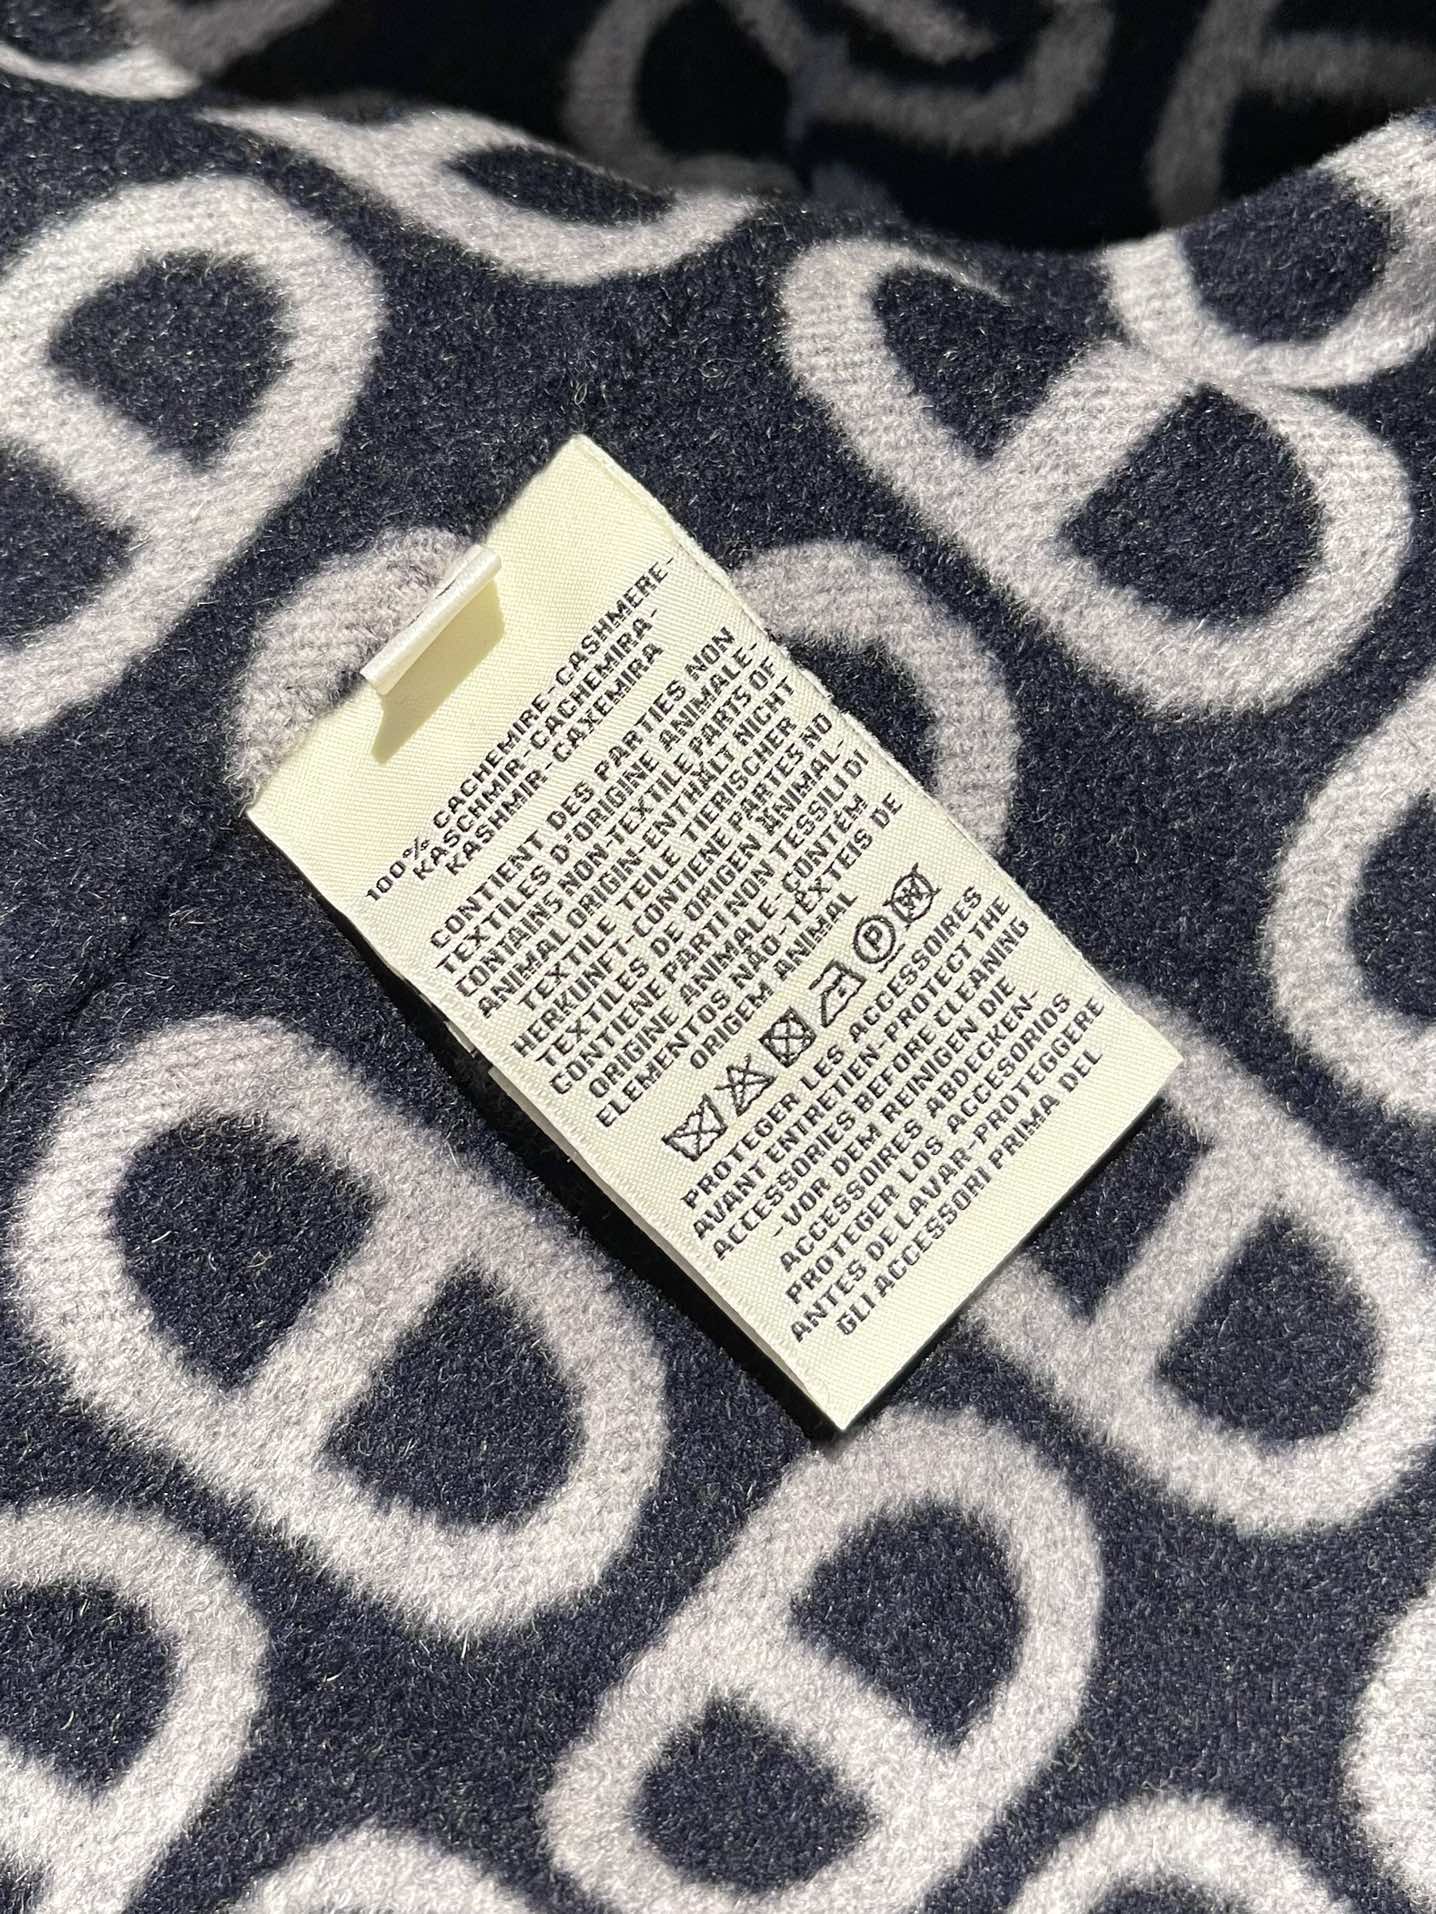 100% CACHEMIRE-CASHMERE-
KASCHMIR-CACHEMIRA-
KASHMIR-CAXEMIRA
CONTIENT DES PARTIES NON
TEXTILES D'ORIGINE ANIMALE-
CONTAINS NON-TEXTILE PARTS OF
ANIMAL ORIGIN-ENTHÄLT NICHT
TEXTILE TEILE TIERISCHER
HERKUNFT-CONTIENE PARTES NO
TEXTILES DE ORIGEN ANIMAL-
CONTIENE PARTI NON TESSILI DI
ORIGINE ANIMALE-CONTÉM
ELEMENTOS NÃO-TÊXTEIS DE
ORIGEM ANIMAL
P W
PROTEGER LES ACCESSOIRES
AVANT ENTRETIEN-PROTECT THE
ACCESSORIES BEFORE CLEANING
-VOR DEM REINIGEN DIE
ACCESSOIRES ABDECKEN-
PROTEGER LOS ACCESORIOS
ANTES DE LAVAR-PROTEGGERE
GLI ACCESSORI PRIMA DEL